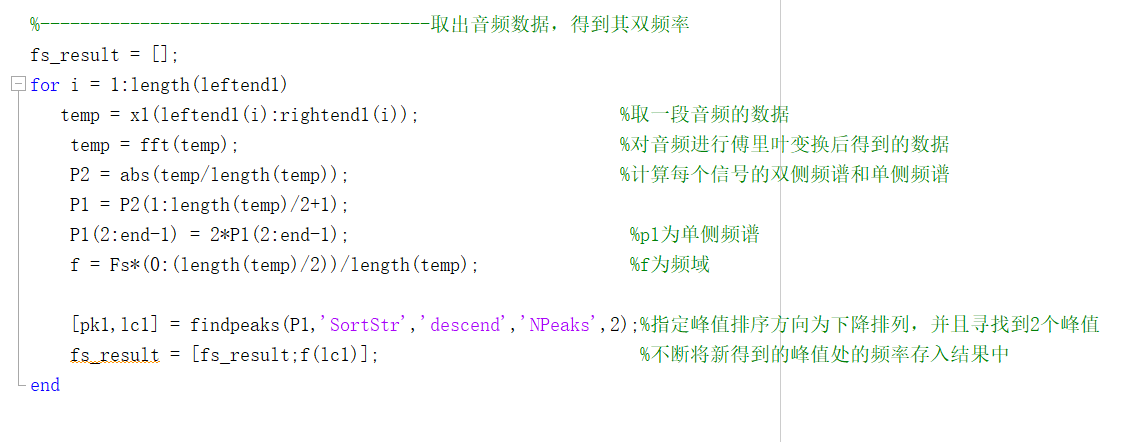 %---------------------------------------取出音频数据，得到其双频率
fs_result = [];
for i = 1:length(leftend1)
temp = x1(leftend1(i):rightend1(i)); %取一段音频的数据
temp = fft(temp); %对音频进行傅里叶变换后得到的数据
P2 = abs(temp/length(temp)); %计算每个信号的双侧频谱和单侧频谱
P1 = P2(1:length(temp)/2+1);
P1(2:end-1) = 2*P1(2:end-1); %p1为单侧频谱
f = Fs*(0:(length(temp)/2))/length(temp); %f为频域
[pk1,lc1] = findpeaks(P1,'SortStr','descend','NPeaks',2);%指定峰值排序方向为下降排列，并且寻找到2个峰值
fs_result = [fs_result;f(lc1)]; %不断将新得到的峰值处的频率存入结果中
end